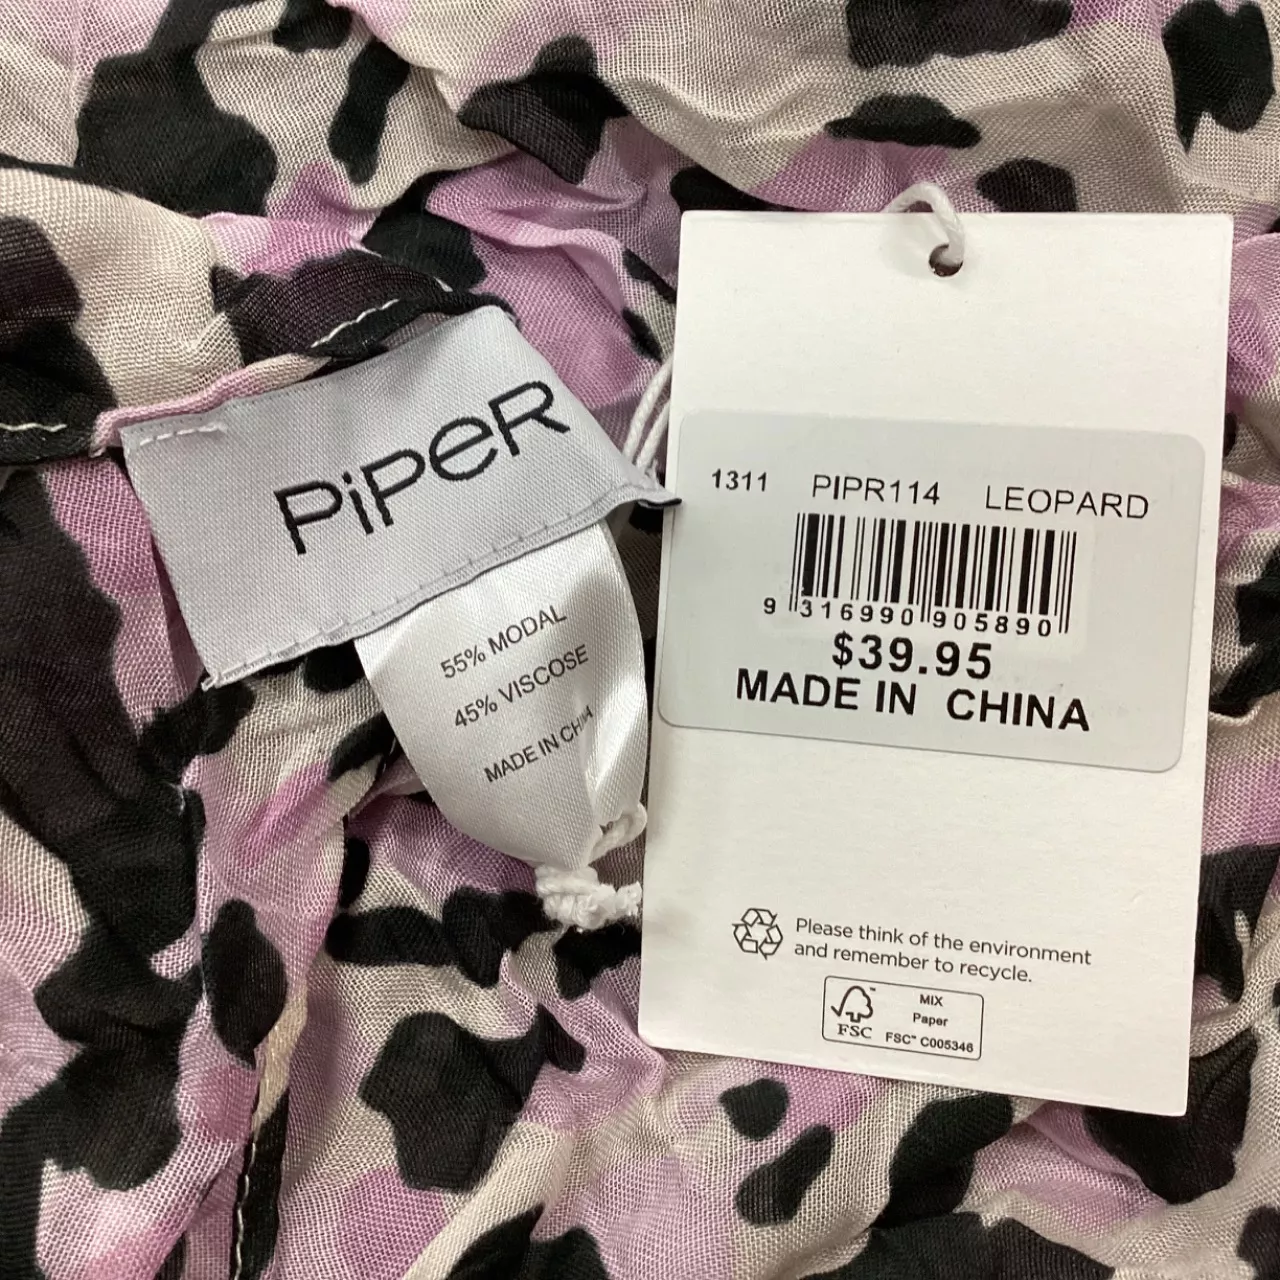 PiPeR
55% MODAL
45% VISCOSE
MADE IN CHIN
1311 PIPR114 LEOPARD
9 316990 905890
$39.95
MADE IN CHINA
Please think of the environment
and remember to recycle.
MIX
Paper
FSC™ C005346
FSC